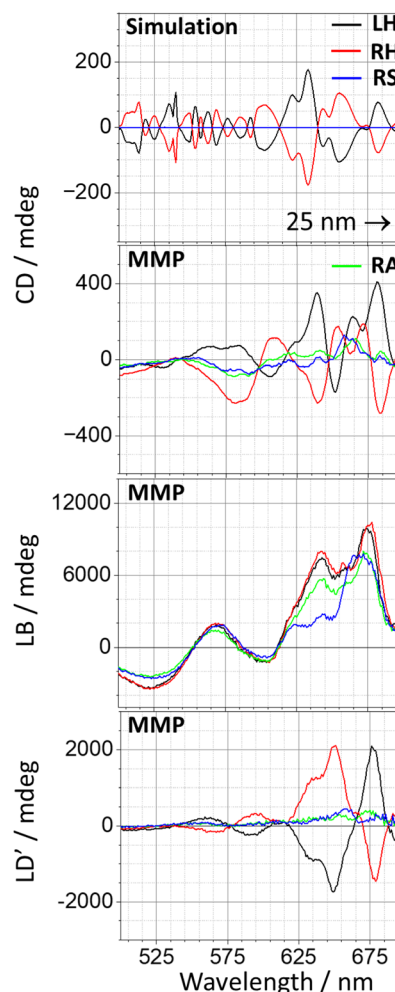 Simulation
LH
RH
RS
200
0
−200
25 nm →
CD / mdeg
MMP
RA
400
0
−400
MMP
12000
6000
0
LB / mdeg
MMP
2000
0
−2000
LD’ / mdeg
525 575 625 675
Wavelength / nm